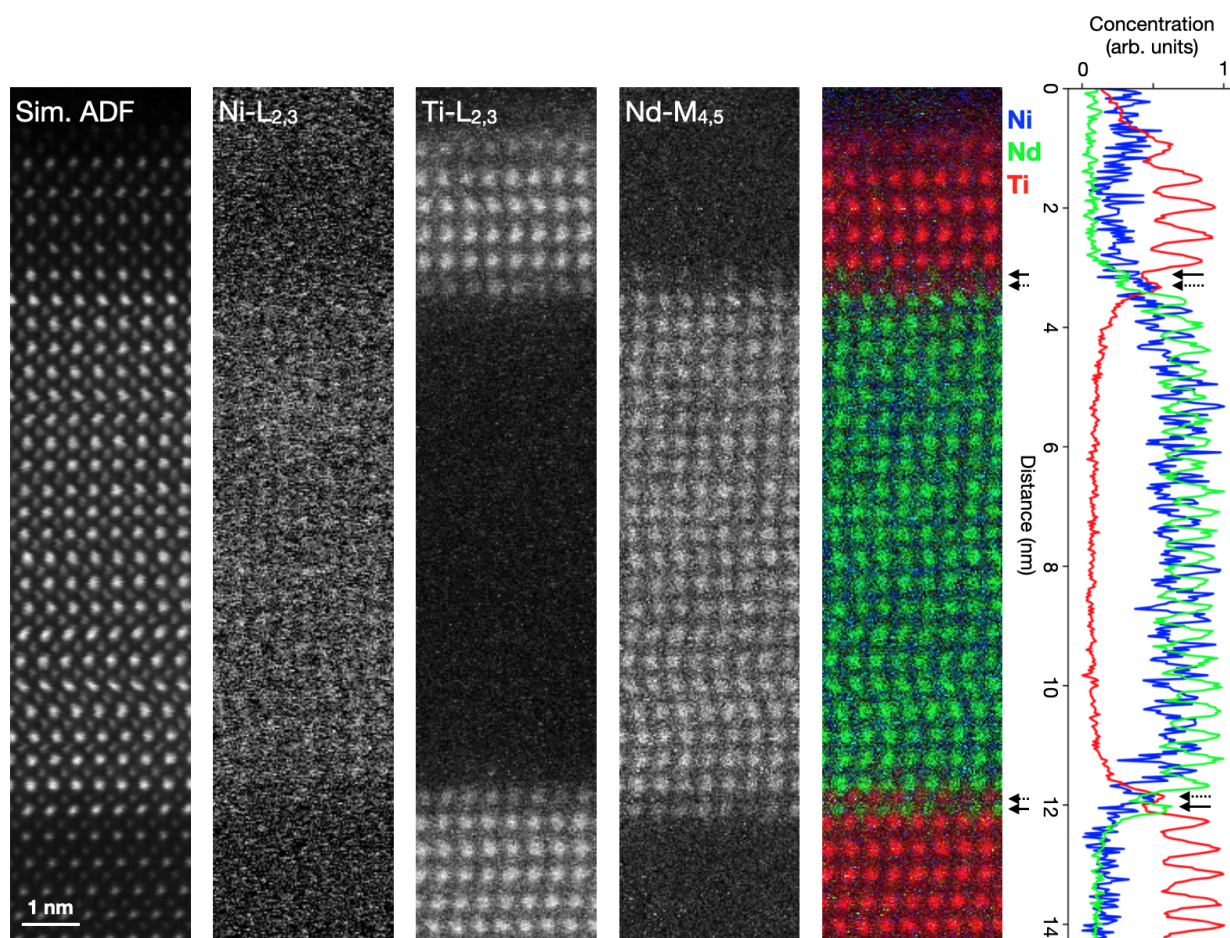 Concentration
(arb. units)
0 1
Sim. ADF
Ni-L2,3
Ti-L2,3
Nd-M4,5
Ni
Nd
Ti
0
2
4
6
8
10
12
14
Distance (nm)
1 nm